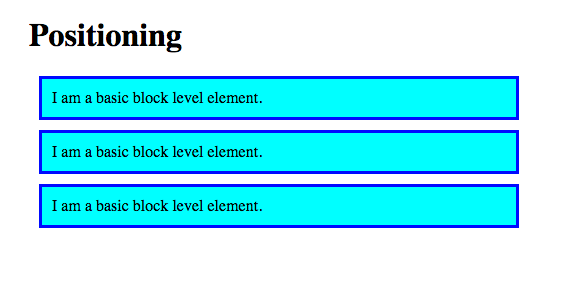 Positioning
I am a basic block level element.
I am a basic block level element.
I am a basic block level element.